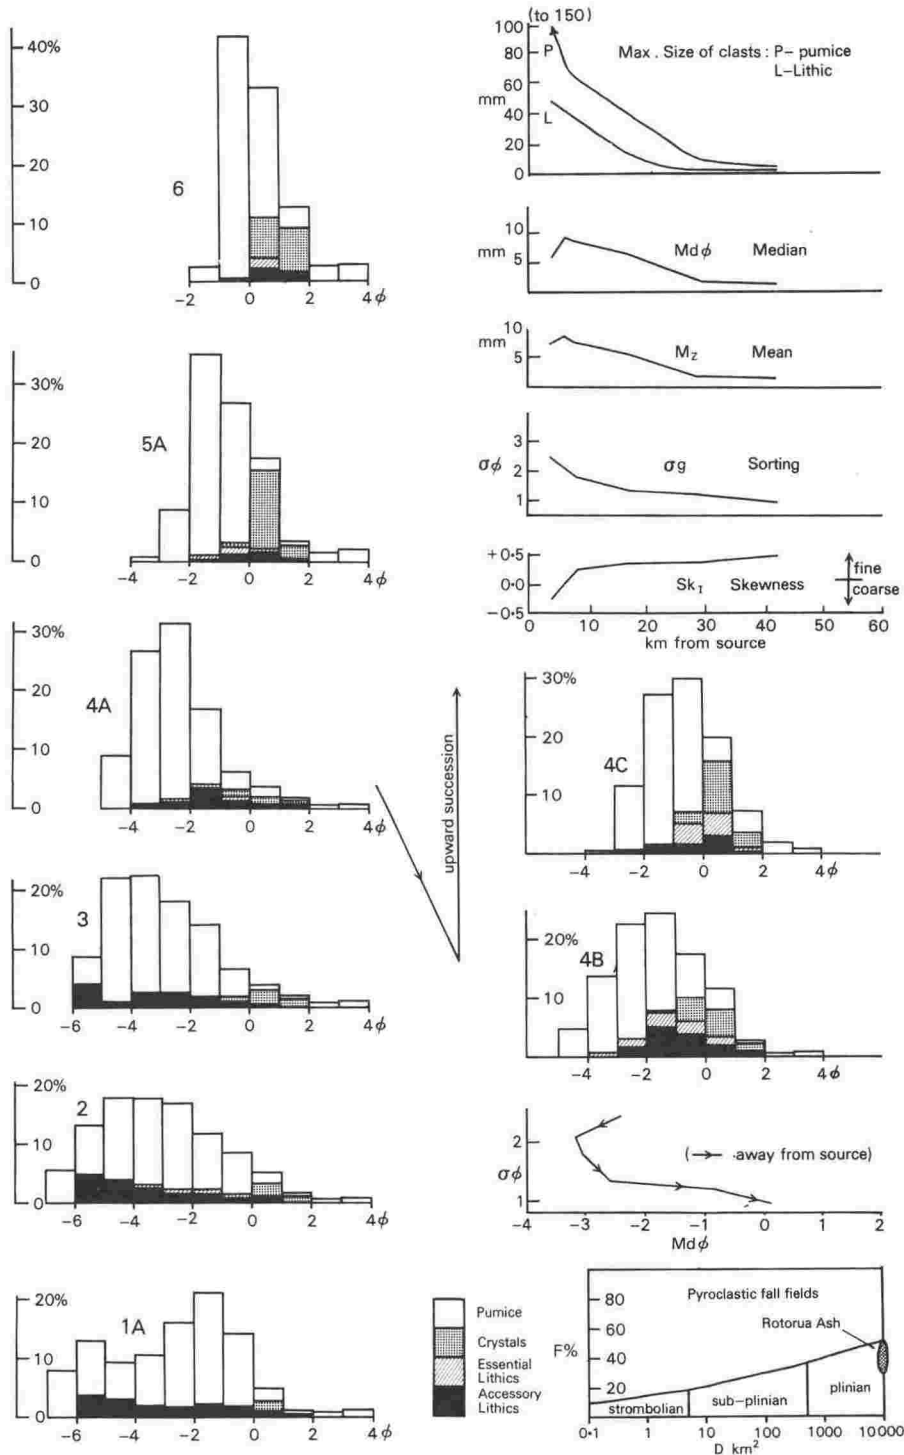 40%
30
20
10
0
6
−2 0 2 4ϕ
30%
20
10
0
5A
−4 −2 0 2 4ϕ
30%
20
10
0
4A
−4 −2 0 2 4ϕ
20%
10
0
3
−6 −4 −2 0 2 4ϕ
20%
10
0
2
−6 −4 −2 0 2 4ϕ
20%
10
0
1A
−6 −4 −2 0 2 4ϕ
upward succession
Pumice
Crystals
Essential
Lithics
Accessory
Lithics
(to 150)
100
80
60
mm
40
20
0
P
L
Max. Size of clasts : P– pumice
L–Lithic
10
mm 5
Mdϕ Median
10
mm 5
Mz Mean
3
σϕ 2
1
σg Sorting
+0·5
0·0
−0·5
SkI Skewness
fine
coarse
0 10 20 30 40 50 60
km from source
30%
20
10
4C
−4 −2 0 2 4ϕ
20%
10
4B
−4 −2 0 2 4ϕ
2
σϕ
1
( → away from source)
−4 −3 −2 −1 0 1 2
Mdϕ
Pyroclastic fall fields
80
60
F% 40
20
Rotorua Ash
strombolian
sub–plinian
plinian
0·1 1 10 100 1000 10000
D km²